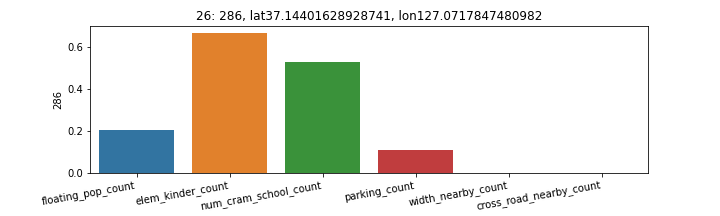 26: 286, lat37.14401628928741, lon127.0717847480982
0.6
0.4
0.2
0.0
286
floating_pop_count
elem_kinder_count
num_cram_school_count
parking_count
width_nearby_count
cross_road_nearby_count